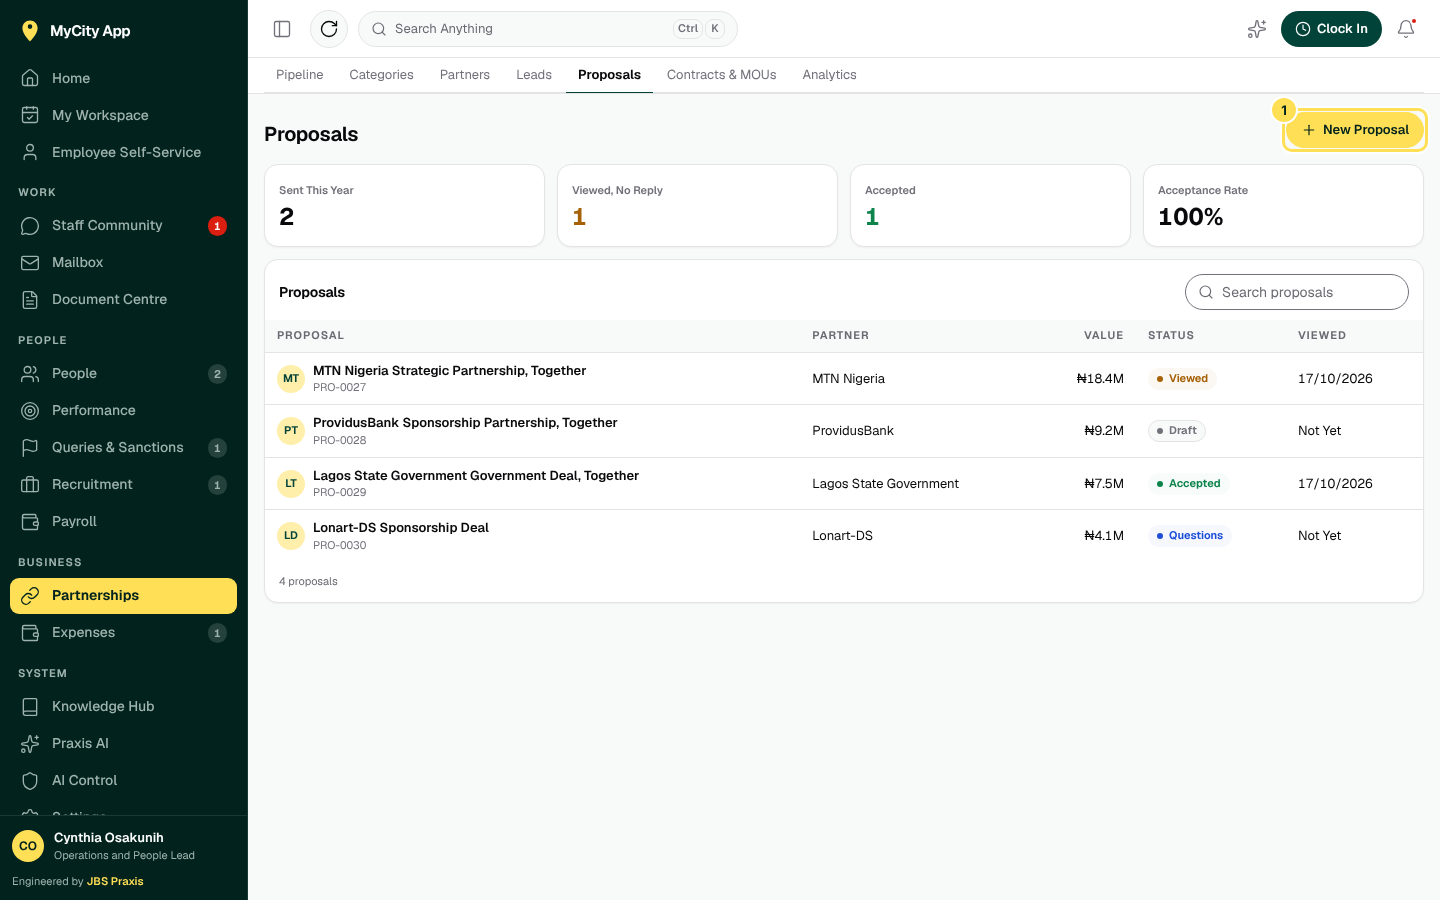 MyCity App
Home
My Workspace
Employee Self-Service
WORK
Staff Community 1
Mailbox
Document Centre
PEOPLE
People 2
Performance
Queries & Sanctions 1
Recruitment 1
Payroll
BUSINESS
Partnerships
Expenses 1
SYSTEM
Knowledge Hub
Praxis AI
AI Control
CO Cynthia Osakunih
Operations and People Lead
Engineered by JBS Praxis
Search Anything Ctrl K
Clock In
Pipeline Categories Partners Leads Proposals Contracts & MOUs Analytics
Proposals
1
+ New Proposal
Sent This Year
2
Viewed, No Reply
1
Accepted
1
Acceptance Rate
100%
Proposals
Search proposals
PROPOSAL PARTNER VALUE STATUS VIEWED
MT MTN Nigeria Strategic Partnership, Together MTN Nigeria ₦18.4M Viewed 17/10/2026
PRO-0027
PT ProvidusBank Sponsorship Partnership, Together ProvidusBank ₦9.2M Draft Not Yet
PRO-0028
LT Lagos State Government Government Deal, Together Lagos State Government ₦7.5M Accepted 17/10/2026
PRO-0029
LD Lonart-DS Sponsorship Deal Lonart-DS ₦4.1M Questions Not Yet
PRO-0030
4 proposals